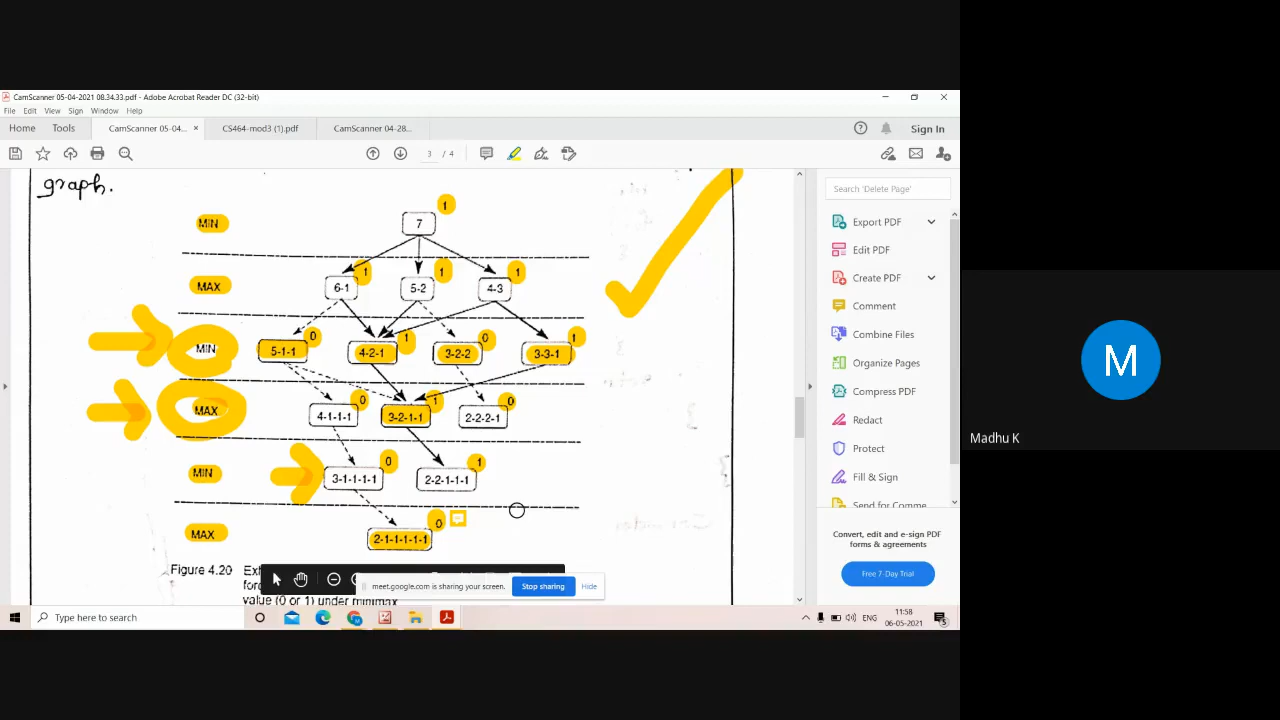 CamScanner 05-04-2021 08.34.33.pdf - Adobe Acrobat Reader DC (32-bit)
File Edit View Sign Window Help
Home Tools CamScanner 05-04... × CS464-mod3 (1).pdf CamScanner 04-28... Sign In
3 / 4
graph.
MIN 7 1
MAX 6-1 1 5-2 1 4-3 1
MIN 5-1-1 0 4-2-1 1 3-2-2 0 3-3-1 1
MAX 4-1-1-1 0 3-2-1-1 1 2-2-2-1 0
MIN 3-1-1-1-1 0 2-2-1-1-1 1
MAX 2-1-1-1-1-1 0
Figure 4.20
value (0 or 1) under minimax
meet.google.com is sharing your screen. Stop sharing Hide
Search 'Delete Page'
Export PDF
Edit PDF
Create PDF
Comment
Combine Files
Organize Pages
Compress PDF
Redact
Protect
Fill & Sign
Send for Comme
Convert, edit and e-sign PDF
forms & agreements
Free 7-Day Trial
Type here to search
ENG
11:58
06-05-2021
5
M
Madhu K